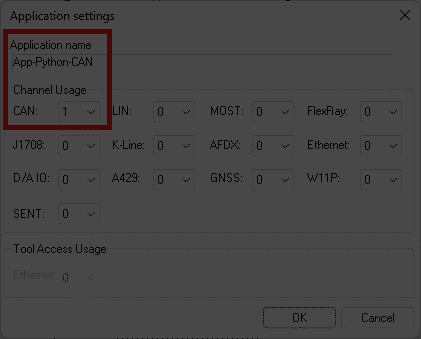 Application settings
Application name
App-Python-CAN
Channel Usage
CAN: 1 LIN: 0 MOST: 0 FlexRay: 0
J1708: 0 K-Line: 0 AFDX: 0 Ethernet: 0
D/A IO: 0 A429: 0 GNSS: 0 W11P: 0
SENT: 0
Tool Access Usage
Ethernet: 0
OK Cancel